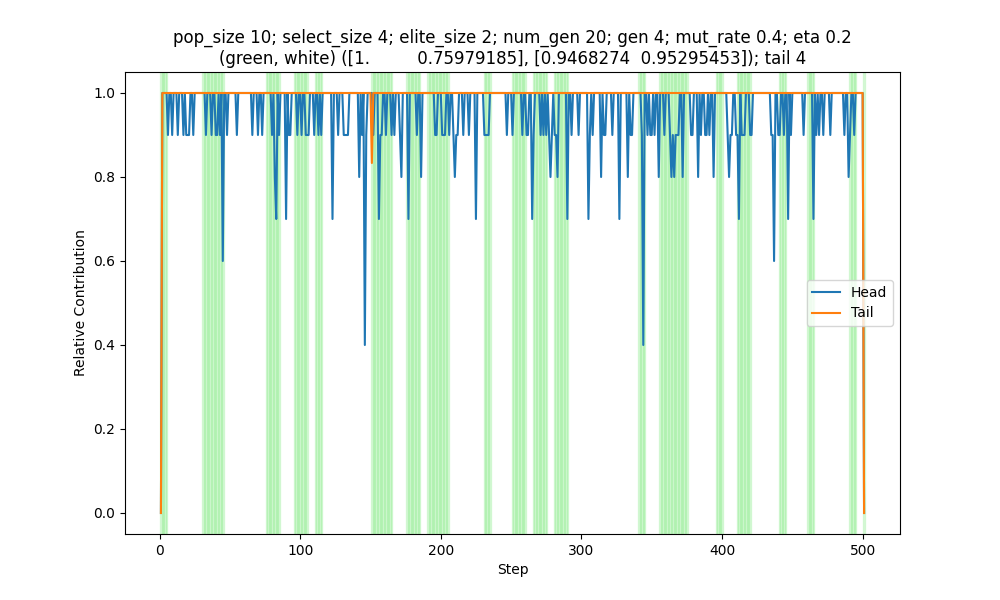 pop_size 10; select_size 4; elite_size 2; num_gen 20; gen 4; mut_rate 0.4; eta 0.2
(green, white) ([1. 0.75979185], [0.9468274 0.95295453]); tail 4
1.0
0.8
0.6
0.4
0.2
0.0
Relative Contribution
Head
Tail
0 100 200 300 400 500
Step